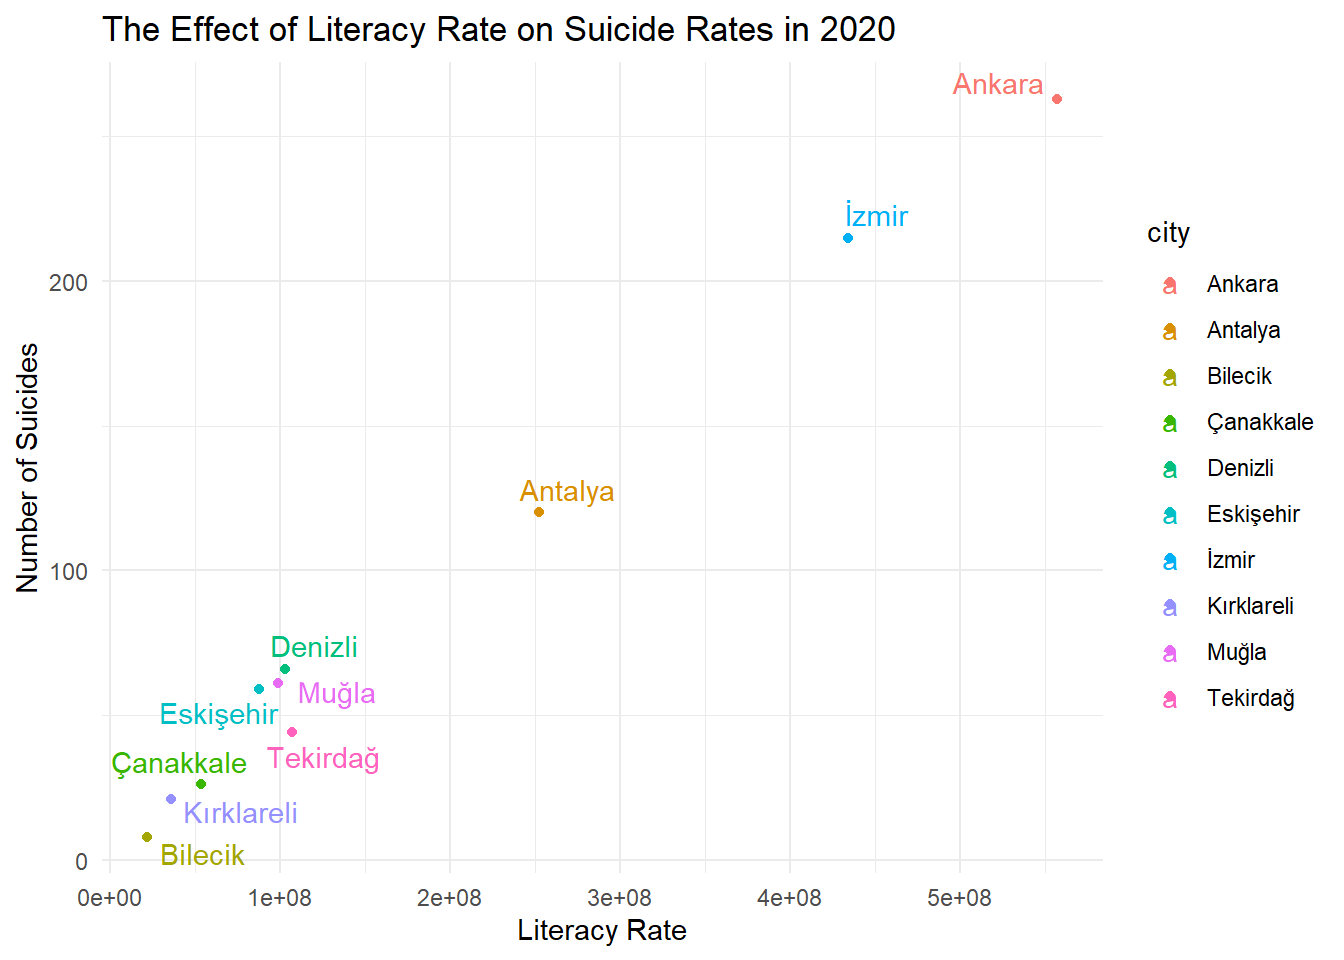 The Effect of Literacy Rate on Suicide Rates in 2020
Number of Suicides
200
100
0
Ankara
İzmir
Antalya
Denizli
Muğla
Eskişehir
Tekirdağ
Çanakkale
Kırklareli
Bilecik
0e+00 1e+08 2e+08 3e+08 4e+08 5e+08
Literacy Rate
city
a Ankara
a Antalya
a Bilecik
a Çanakkale
a Denizli
a Eskişehir
a İzmir
a Kırklareli
a Muğla
a Tekirdağ